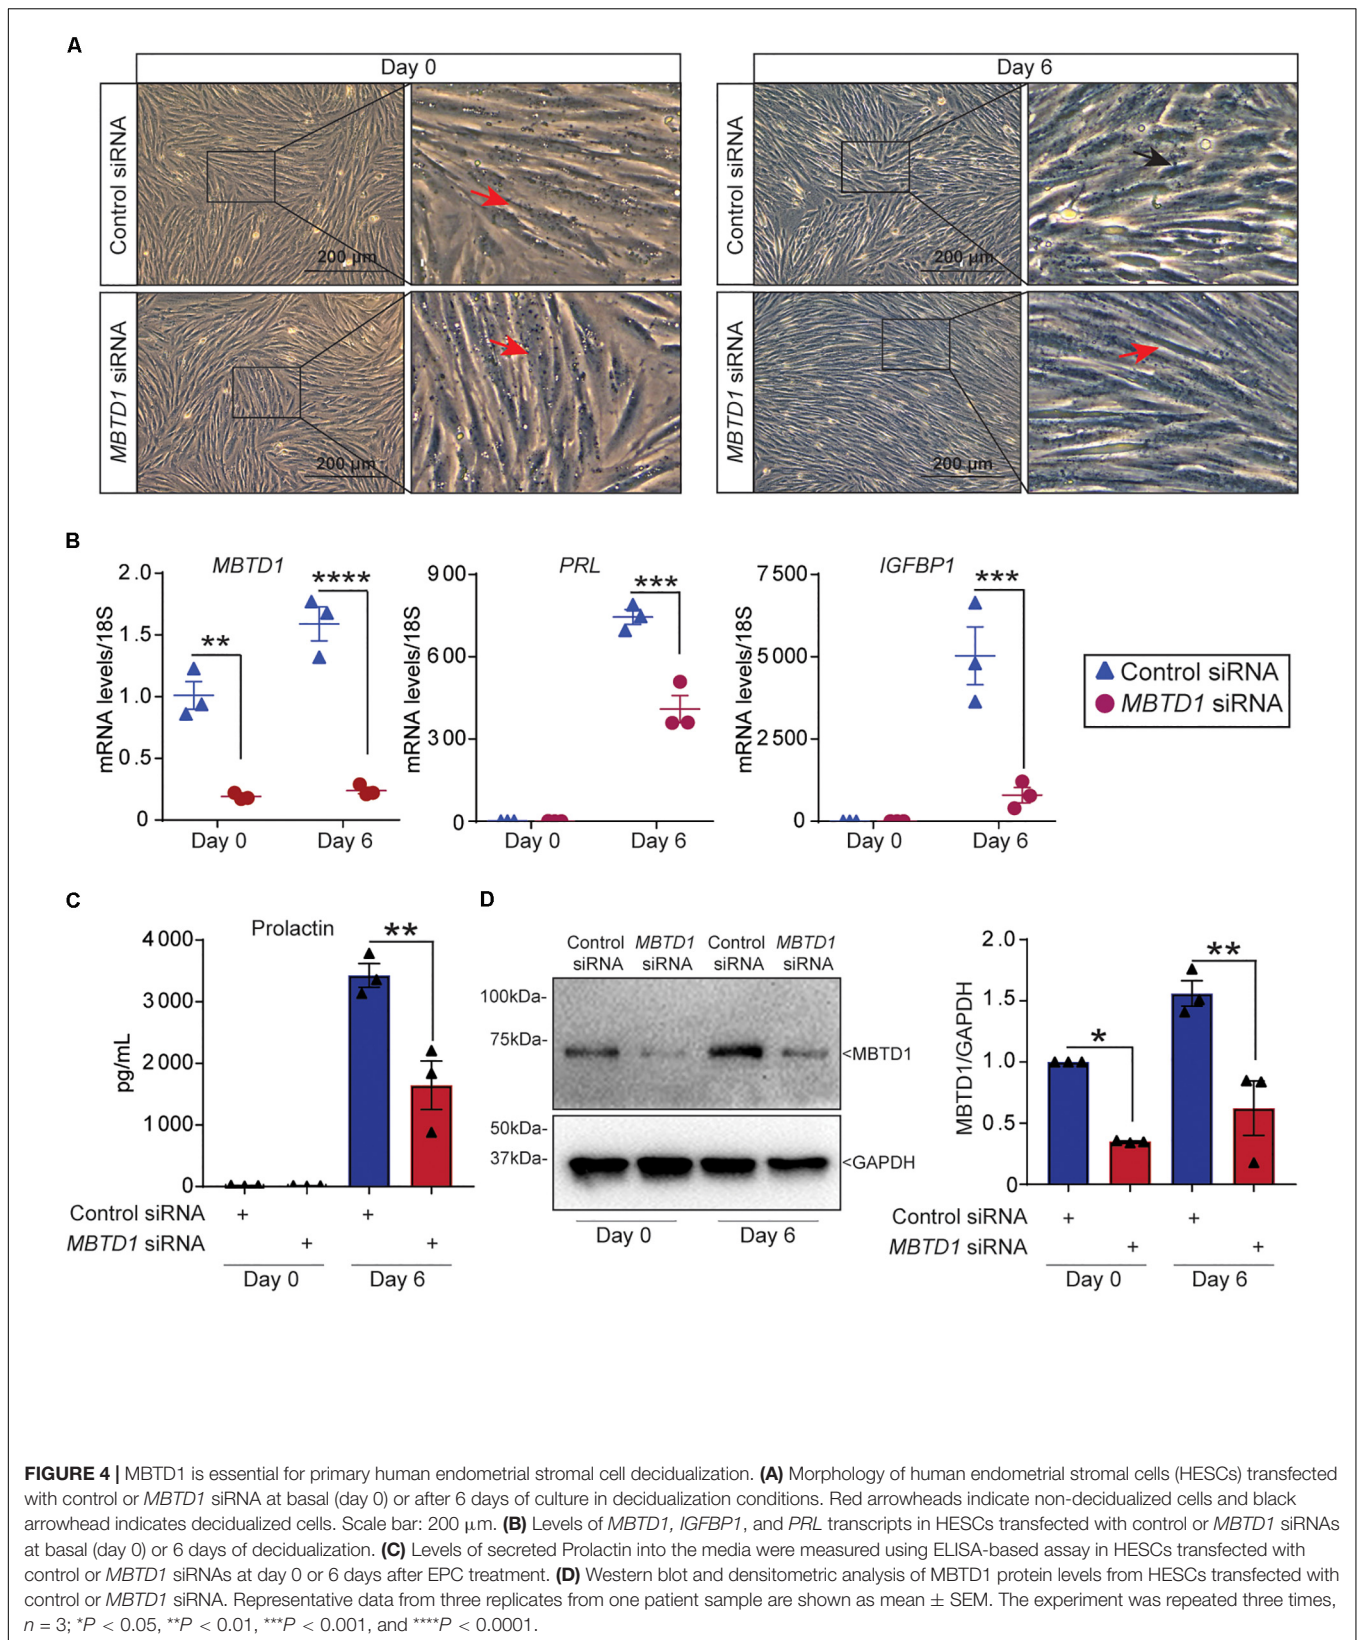 A
Day 0
Day 6
Control siRNA
200 µm
Control siRNA
200 µm
MBTD1 siRNA
200 µm
MBTD1 siRNA
200 µm
B
MBTD1
mRNA levels/18S
2.0
1.5
1.0
0.5
0
**
****
Day 0
Day 6
PRL
mRNA levels/18S
900
600
300
0
***
Day 0
Day 6
IGFBP1
mRNA levels/18S
7500
5000
2500
0
***
Day 0
Day 6
Control siRNA
MBTD1 siRNA
C
Prolactin
pg/mL
4000
3000
2000
1000
0
**
Control siRNA + +
MBTD1 siRNA + +
Day 0 Day 6
D
Control MBTD1 Control MBTD1
siRNA siRNA siRNA siRNA
100kDa-
75kDa-
<MBTD1
50kDa-
37kDa-
<GAPDH
Day 0 Day 6
MBTD1/GAPDH
2.0
1.5
1.0
0.5
0
*
**
Control siRNA + +
MBTD1 siRNA + +
Day 0 Day 6
FIGURE 4 | MBTD1 is essential for primary human endometrial stromal cell decidualization. (A) Morphology of human endometrial stromal cells (HESCs) transfected
with control or MBTD1 siRNA at basal (day 0) or after 6 days of culture in decidualization conditions. Red arrowheads indicate non-decidualized cells and black
arrowhead indicates decidualized cells. Scale bar: 200 µm. (B) Levels of MBTD1, IGFBP1, and PRL transcripts in HESCs transfected with control or MBTD1 siRNAs
at basal (day 0) or 6 days of decidualization. (C) Levels of secreted Prolactin into the media were measured using ELISA-based assay in HESCs transfected with
control or MBTD1 siRNAs at day 0 or 6 days after EPC treatment. (D) Western blot and densitometric analysis of MBTD1 protein levels from HESCs transfected with
control or MBTD1 siRNA. Representative data from three replicates from one patient sample are shown as mean ± SEM. The experiment was repeated three times,
n = 3; *P < 0.05, **P < 0.01, ***P < 0.001, and ****P < 0.0001.